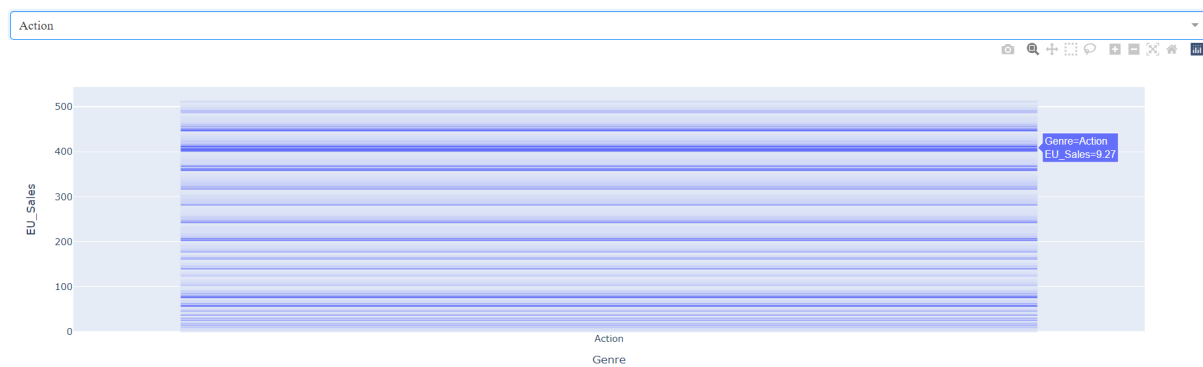 Action
500
400
300
200
100
0
EU_Sales
Genre=Action
EU_Sales=9.27
Action
Genre